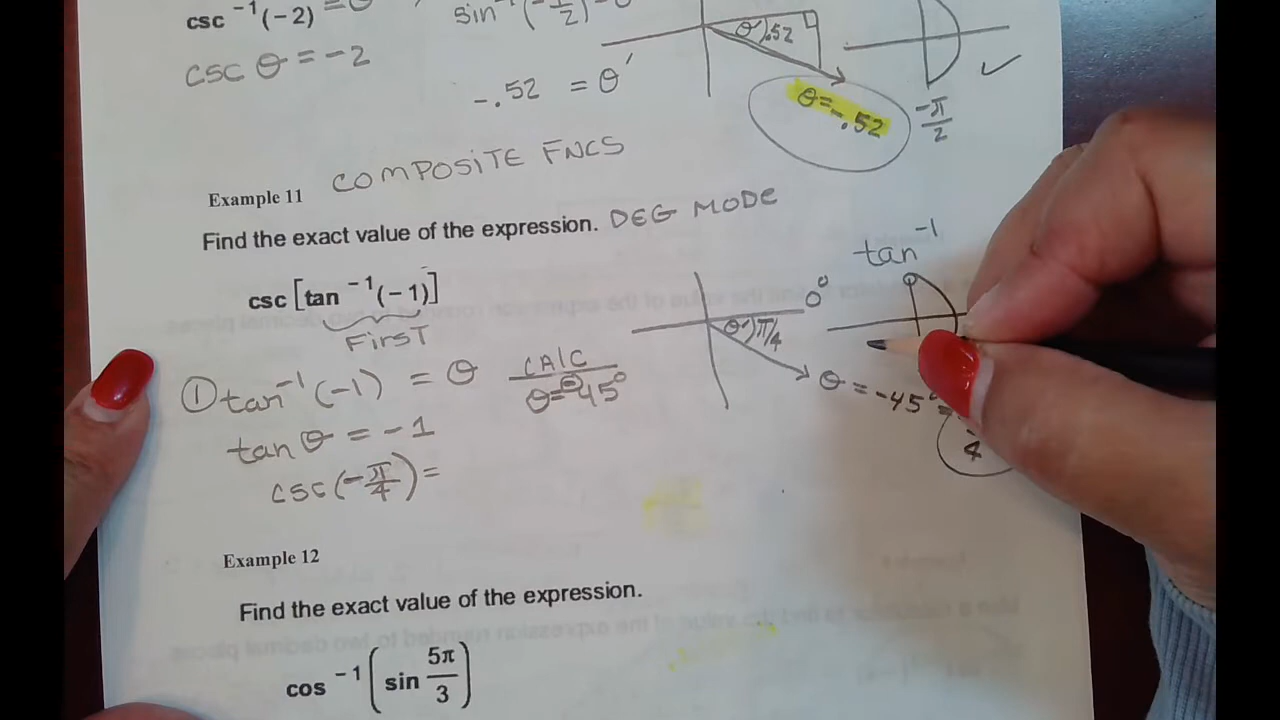 csc ⁻¹(-2) = θ
sin⁻¹(-1/2) = θ
csc θ = -2
θ').52
-.52 = θ'
θ = -.52
-π/2
Example 11 COMPOSITE FNCS
Find the exact value of the expression. DEG MODE
csc [tan ⁻¹(-1)]
FIRST
tan⁻¹
0°
θ')π/4
① tan⁻¹(-1) = θ
CALC
θ = -45°
θ = -45° =
4
tan θ = -1
csc(-π/4) =
Example 12
Find the exact value of the expression.
cos ⁻¹(sin 5π/3)